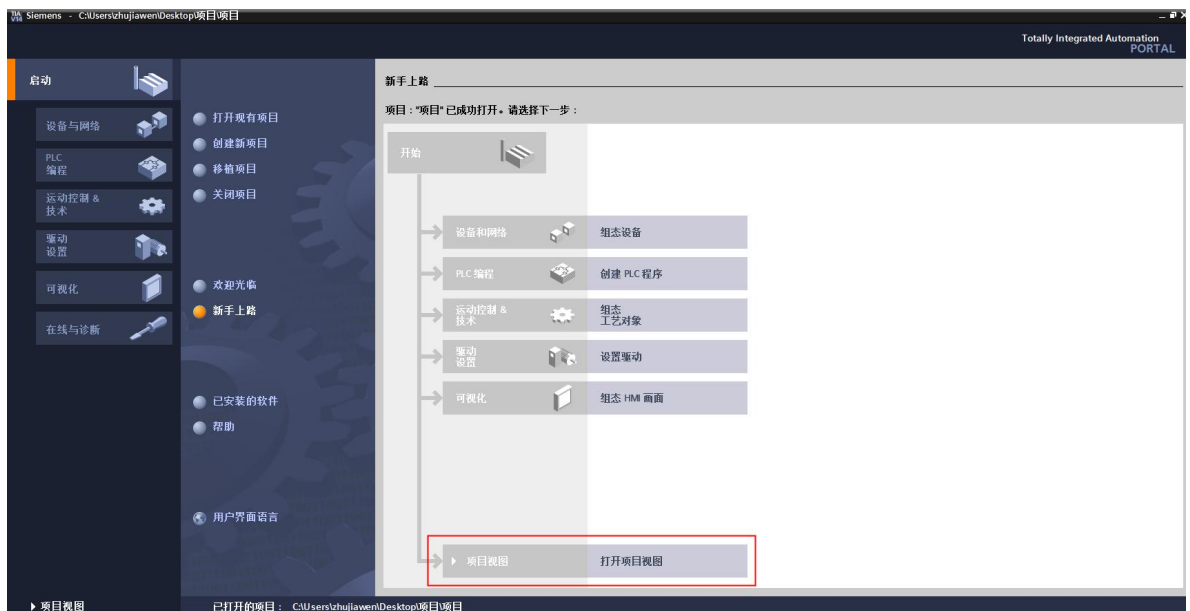 TIA V14 Siemens - C:\Users\zhujiawen\Desktop\项目\项目
Totally Integrated Automation
PORTAL
启动
设备与网络
PLC
编程
运动控制 &
技术
驱动
设置
可视化
在线与诊断
打开现有项目
创建新项目
移植项目
关闭项目
欢迎光临
新手上路
已安装的软件
帮助
用户界面语言
新手上路
项目："项目" 已成功打开。请选择下一步：
开始
设备和网络 组态设备
PLC 编程 创建 PLC 程序
运动控制 &
技术
组态
工艺对象
驱动
设置
设置驱动
可视化 组态 HMI 画面
项目视图 打开项目视图
项目视图 已打开的项目： C:\Users\zhujiawen\Desktop\项目\项目